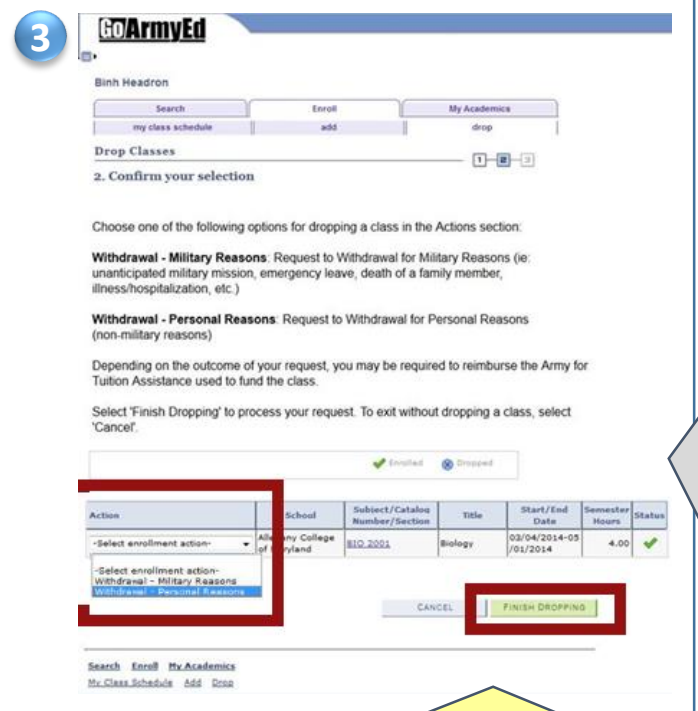 3
GoArmyEd
Binh Headron
Search Enroll My Academics
my class schedule add drop
Drop Classes
1 2 3
2. Confirm your selection
Choose one of the following options for dropping a class in the Actions section:
Withdrawal - Military Reasons: Request to Withdrawal for Military Reasons (ie:
unanticipated military mission, emergency leave, death of a family member,
illness/hospitalization, etc.)
Withdrawal - Personal Reasons: Request to Withdrawal for Personal Reasons
(non-military reasons)
Depending on the outcome of your request, you may be required to reimburse the Army for
Tuition Assistance used to fund the class.
Select 'Finish Dropping' to process your request. To exit without dropping a class, select
'Cancel'.
Enrolled Dropped
Action School Subject/Catalog Number/Section Title Start/End Date Semester Hours Status
-Select enrollment action- Allegany College BIO 2001 Biology 03/04/2014-05
of Maryland /01/2014 4.00
-Select enrollment action-
Withdrawal - Military Reasons
Withdrawal - Personal Reasons
CANCEL FINISH DROPPING
Search Enroll My Academics
My Class Schedule Add Drop